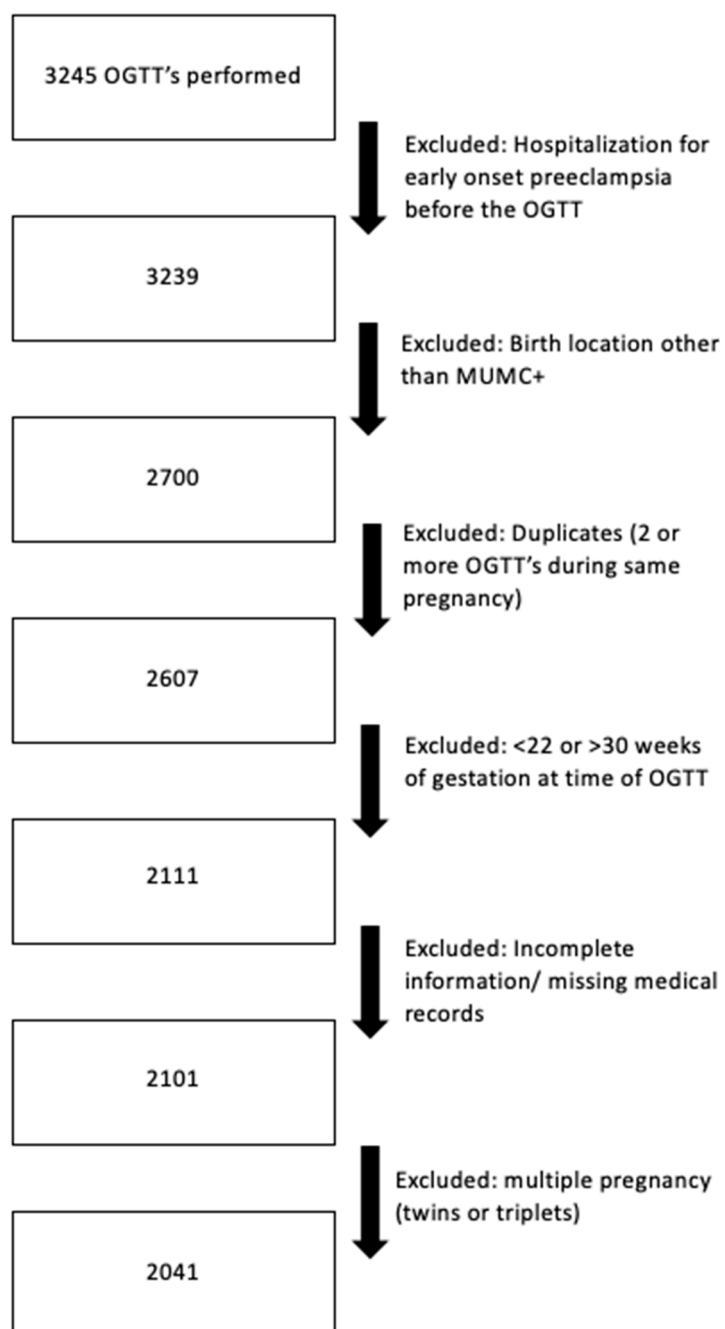 3245 OGTT's performed
Excluded: Hospitalization for
early onset preeclampsia
before the OGTT
3239
Excluded: Birth location other
than MUMC+
2700
Excluded: Duplicates (2 or
more OGTT's during same
pregnancy)
2607
Excluded: <22 or >30 weeks
of gestation at time of OGTT
2111
Excluded: Incomplete
information/ missing medical
records
2101
Excluded: multiple pregnancy
(twins or triplets)
2041